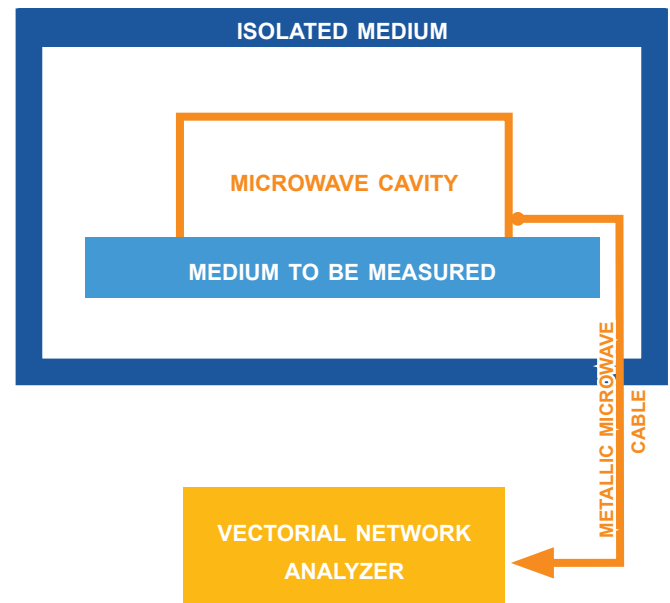 ISOLATED MEDIUM
MICROWAVE CAVITY
MEDIUM TO BE MEASURED
METALLIC MICROWAVE
CABLE
VECTORIAL NETWORK
ANALYZER